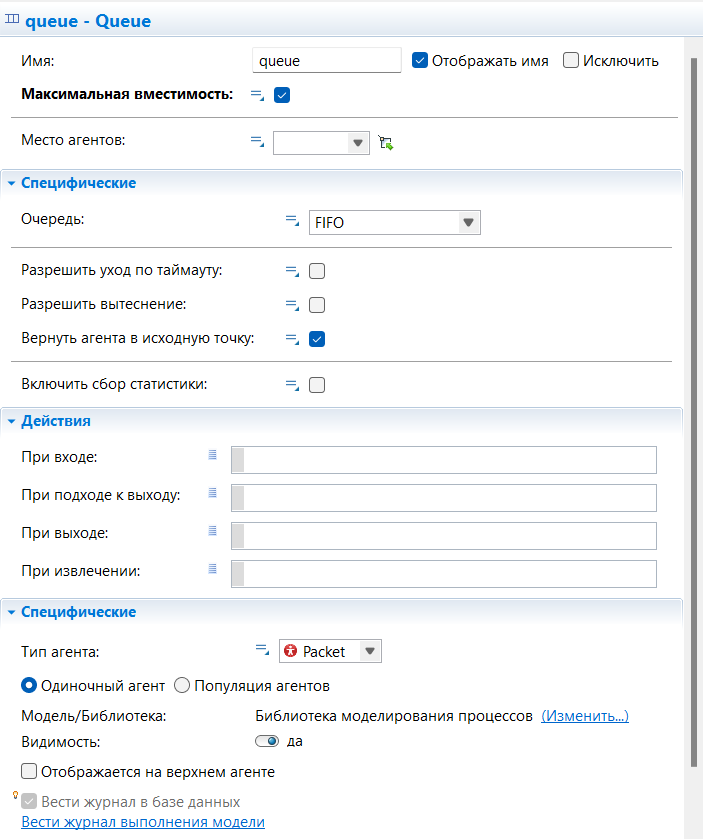 queue - Queue
Имя: queue Отображать имя Исключить
Максимальная вместимость:
Место агентов:
Специфические
Очередь: FIFO
Разрешить уход по таймауту:
Разрешить вытеснение:
Вернуть агента в исходную точку:
Включить сбор статистики:
Действия
При входе:
При подходе к выходу:
При выходе:
При извлечении:
Специфические
Тип агента: Packet
Одиночный агент Популяция агентов
Модель/Библиотека: Библиотека моделирования процессов (Изменить...)
Видимость: да
Отображается на верхнем агенте
Вести журнал в базе данных
Вести журнал выполнения модели